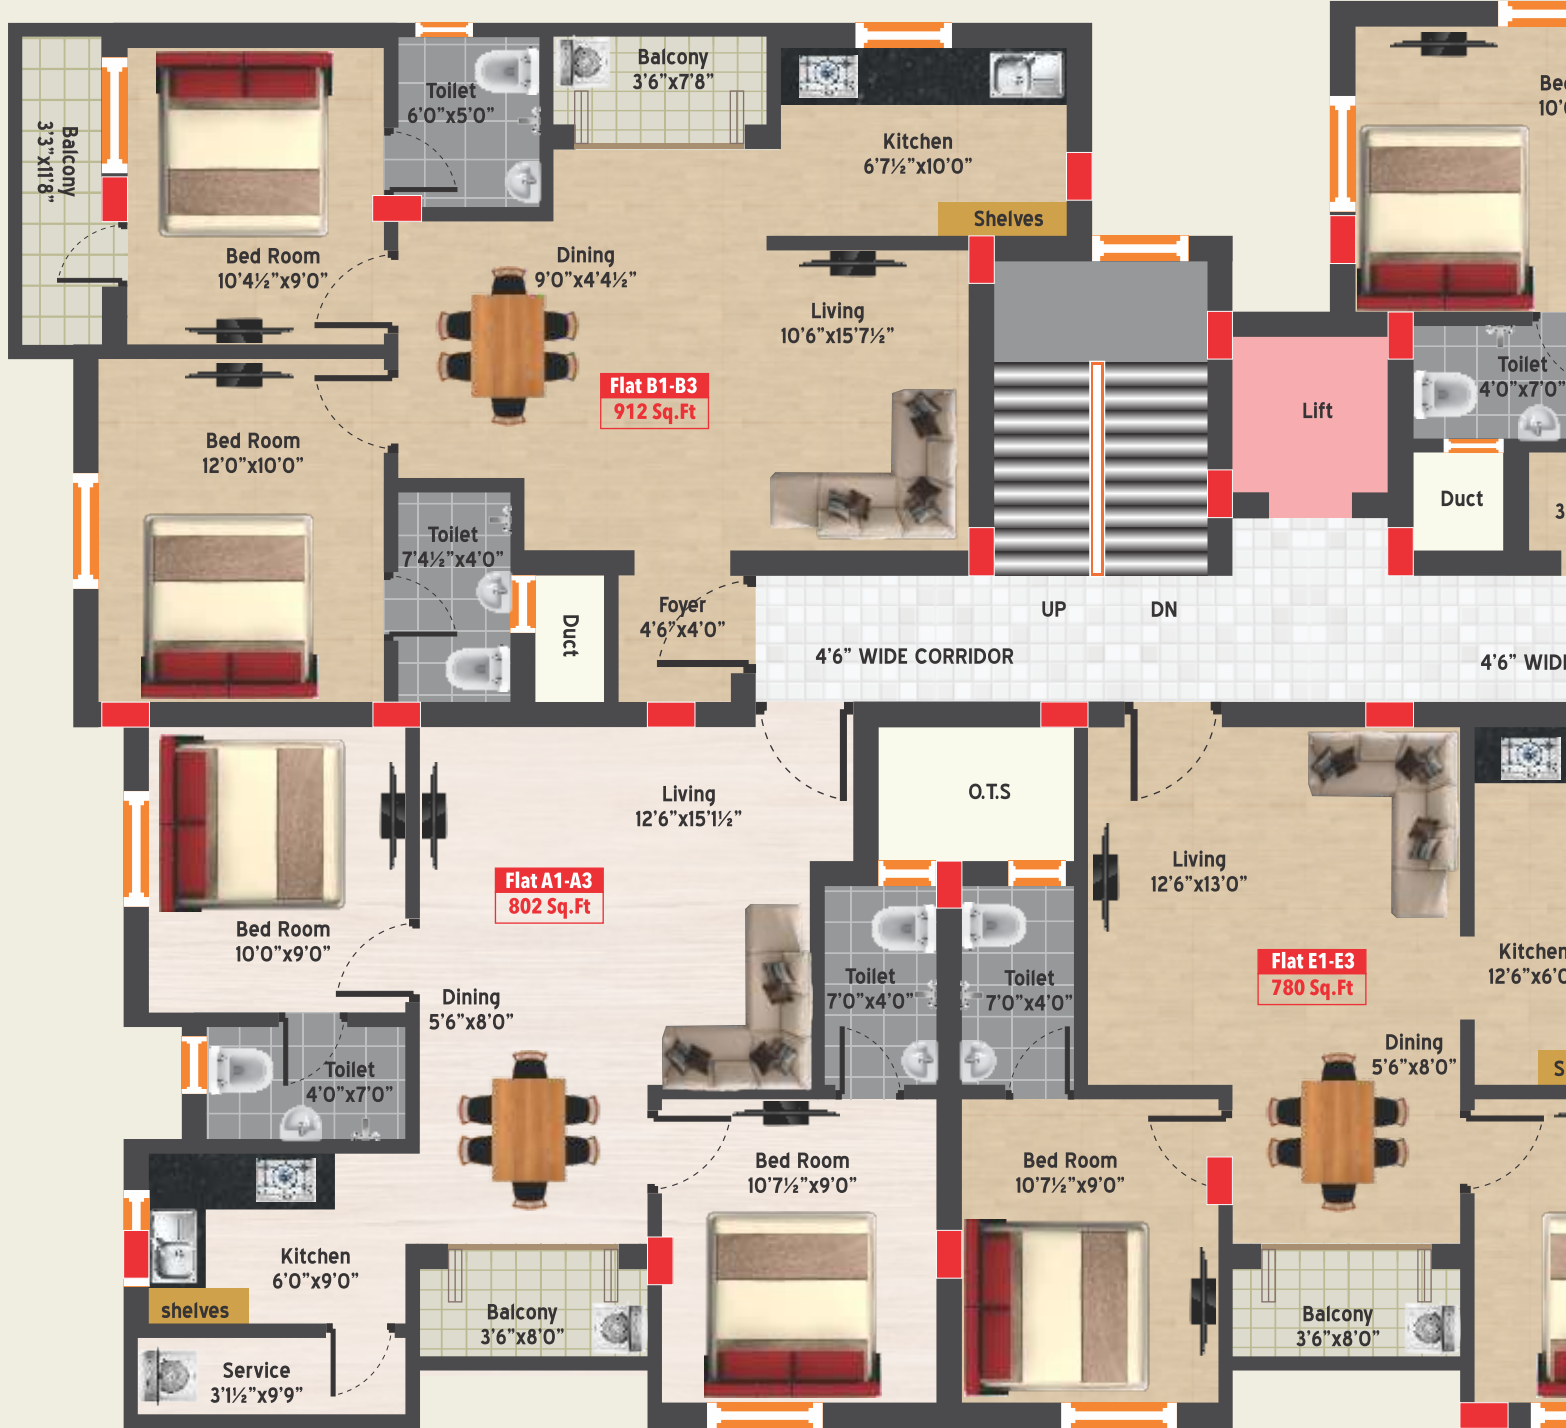 Balcony
3'3"x11'8"
Bed Room
10'4½"x9'0"
Toilet
6'0"x5'0"
Balcony
3'6"x7'8"
Kitchen
6'7½"x10'0"
Shelves
Dining
9'0"x4'4½"
Living
10'6"x15'7½"
Flat B1-B3
912 Sq.Ft
Bed Room
12'0"x10'0"
Toilet
7'4½"x4'0"
Duct
Foyer
4'6"x4'0"
Lift
Toilet
4'0"x7'0"
Duct
UP
DN
4'6" WIDE CORRIDOR
4'6"
Living
12'6"x15'1½"
O.T.S
Flat A1-A3
802 Sq.Ft
Bed Room
10'0"x9'0"
Dining
5'6"x8'0"
Toilet
4'0"x7'0"
Toilet
7'0"x4'0"
Toilet
7'0"x4'0"
Living
12'6"x13'0"
Flat E1-E3
780 Sq.Ft
Kitchen
Dining
5'6"x8'0"
Bed Room
10'7½"x9'0"
Bed Room
10'7½"x9'0"
Kitchen
6'0"x9'0"
shelves
Balcony
3'6"x8'0"
Balcony
3'6"x8'0"
Service
3'1½"x9'9"